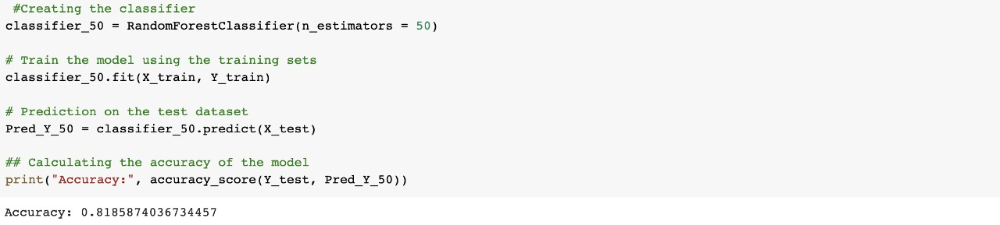 #Creating the classifier
classifier_50 = RandomForestClassifier(n_estimators = 50)
# Train the model using the training sets
classifier_50.fit(X_train, Y_train)
# Prediction on the test dataset
Pred_Y_50 = classifier_50.predict(X_test)
## Calculating the accuracy of the model
print("Accuracy:", accuracy_score(Y_test, Pred_Y_50))
Accuracy: 0.8185874036734457